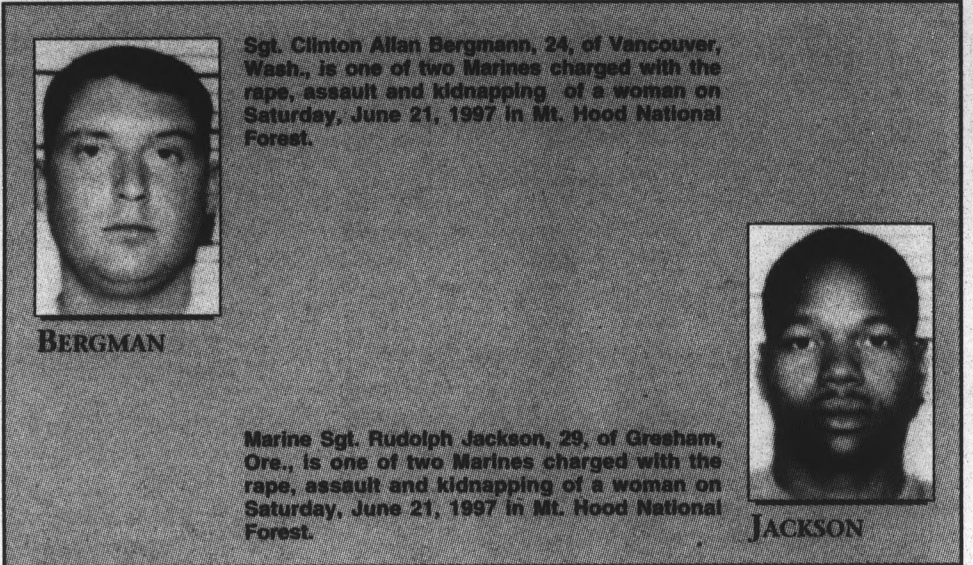 Sgt. Clinton Allan Bergmann, 24, of Vancouver,
Wash., is one of two Marines charged with the
rape, assault and kidnapping of a woman on
Saturday, June 21, 1997 in Mt. Hood National
Forest.
BERGMAN
Marine Sgt. Rudolph Jackson, 29, of Gresham,
Ore., is one of two Marines charged with the
rape, assault and kidnapping of a woman on
Saturday, June 21, 1997 in Mt. Hood National
Forest.
JACKSON